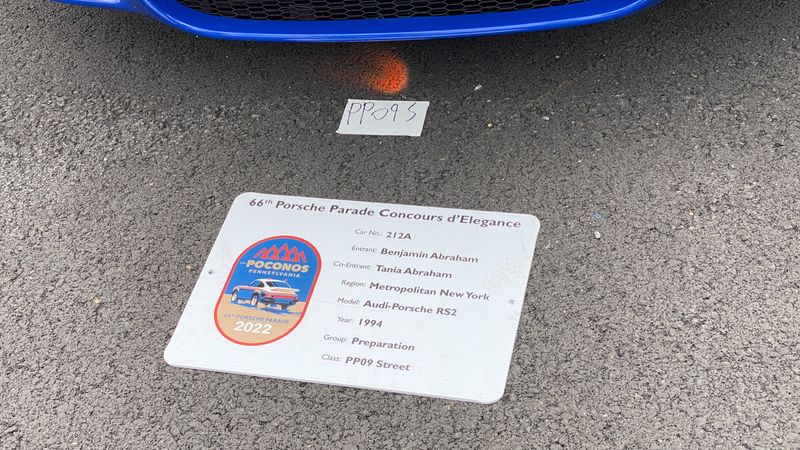 PP09S
66th Porsche Parade Concours d'Elegance
Car No.: 212A
Entrant: Benjamin Abraham
Co-Entrant: Tania Abraham
Region: Metropolitan New York
Model: Audi-Porsche RS2
Year: 1994
Group: Preparation
Class: PP09 Street
THE POCONOS
PENNSYLVANIA
66TH PORSCHE PARADE
2022